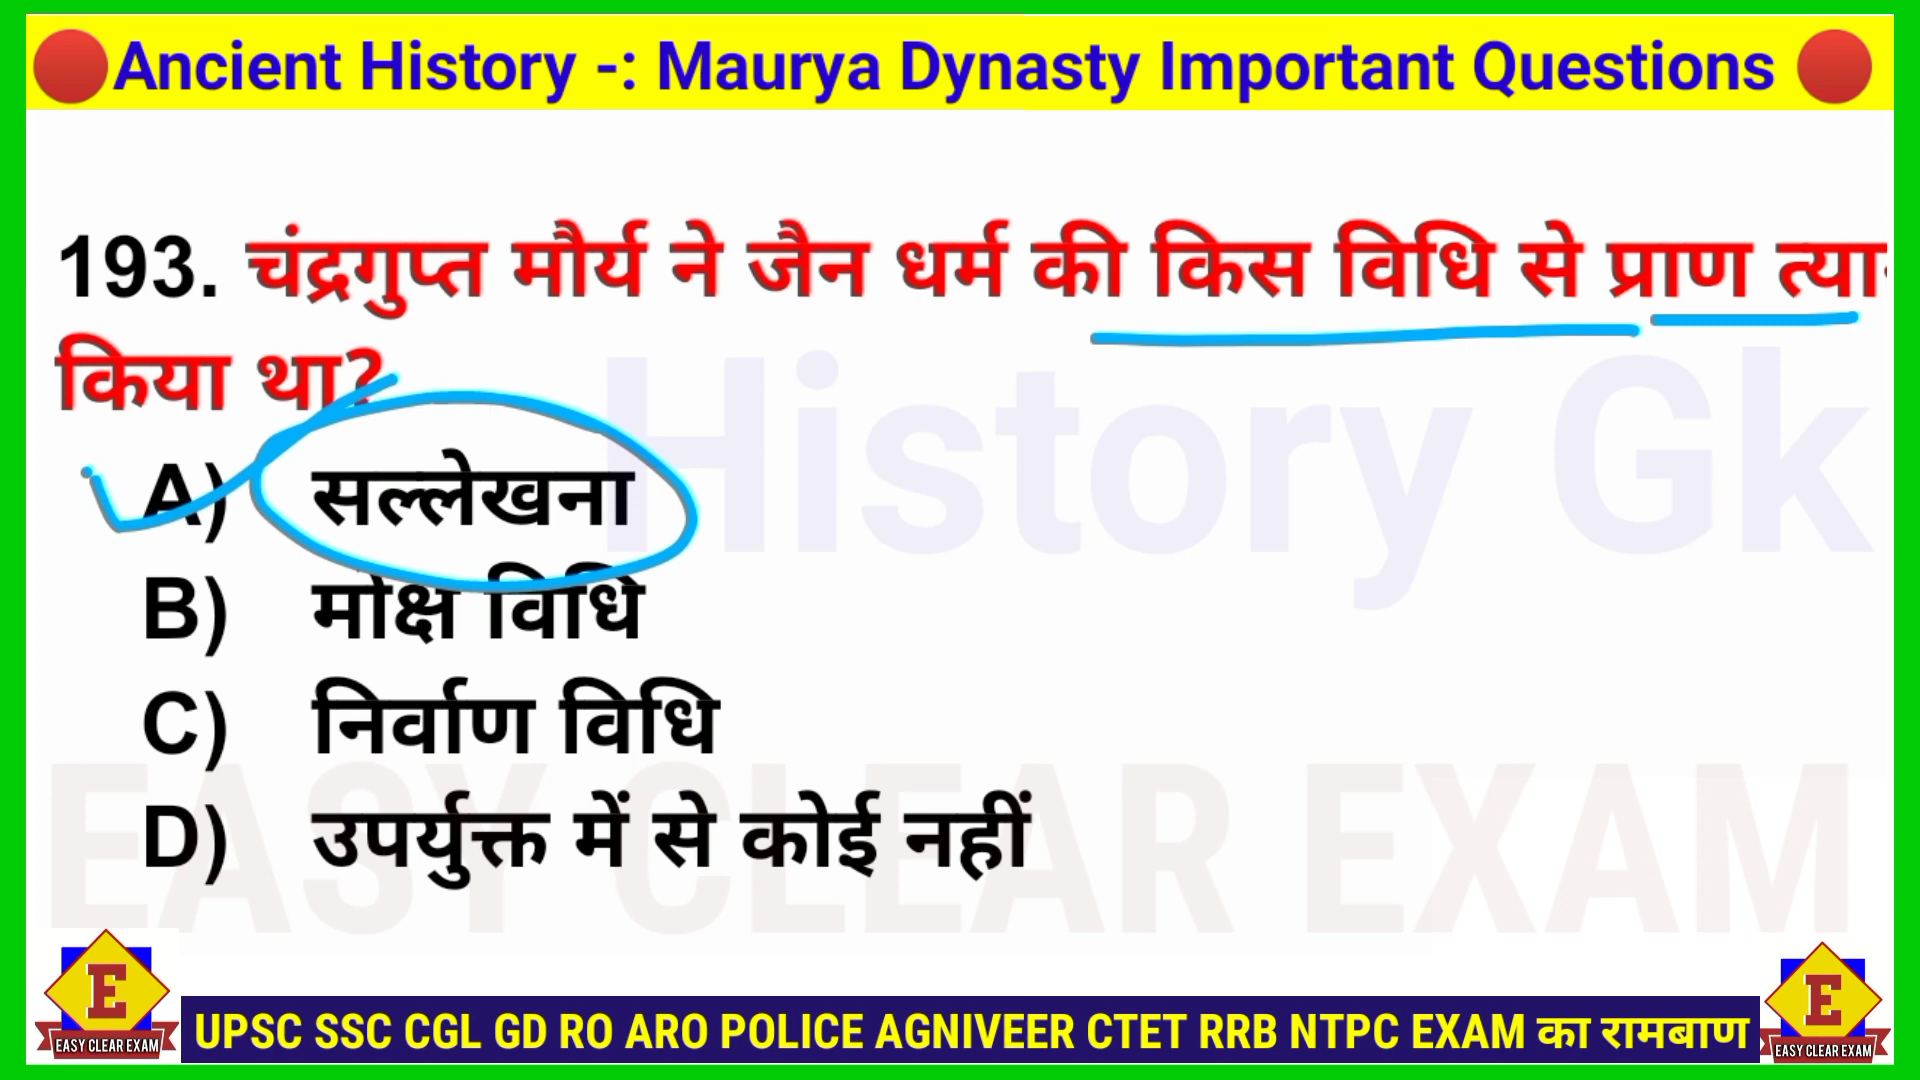 Ancient History -: Maurya Dynasty Important Questions
193. चंद्रगुप्त मौर्य ने जैन धर्म की किस विधि से प्राण त्या
किया था?
A) सल्लेखना
B) मोक्ष विधि
C) निर्वाण विधि
D) उपर्युक्त में से कोई नहीं
History Gk
EASY CLEAR EXAM
E
EASY CLEAR EXAM
UPSC SSC CGL GD RO ARO POLICE AGNIVEER CTET RRB NTPC EXAM का रामबाण
E
EASY CLEAR EXAM